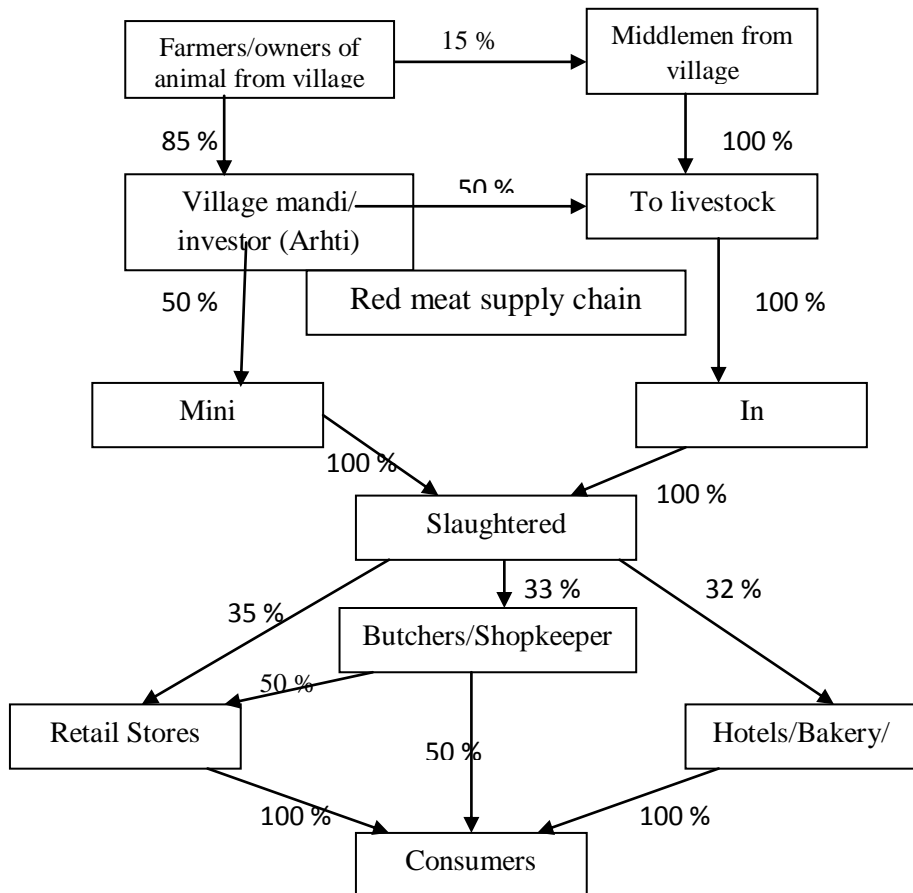 Farmers/owners of
animal from village
15 %
Middlemen from
village
85 %
100 %
Village mandi/
investor (Arhti)
50 %
To livestock
50 %
Red meat supply chain
100 %
Mini
In
100 %
100 %
Slaughtered
35 %
33 %
32 %
Butchers/Shopkeeper
50 %
Retail Stores
50 %
Hotels/Bakery/
100 %
100 %
Consumers